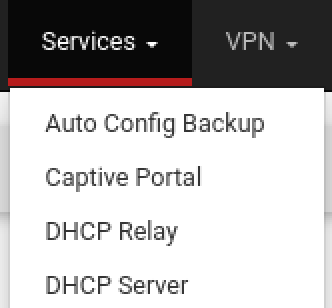 Services VPN
Auto Config Backup
Captive Portal
DHCP Relay
DHCP Server